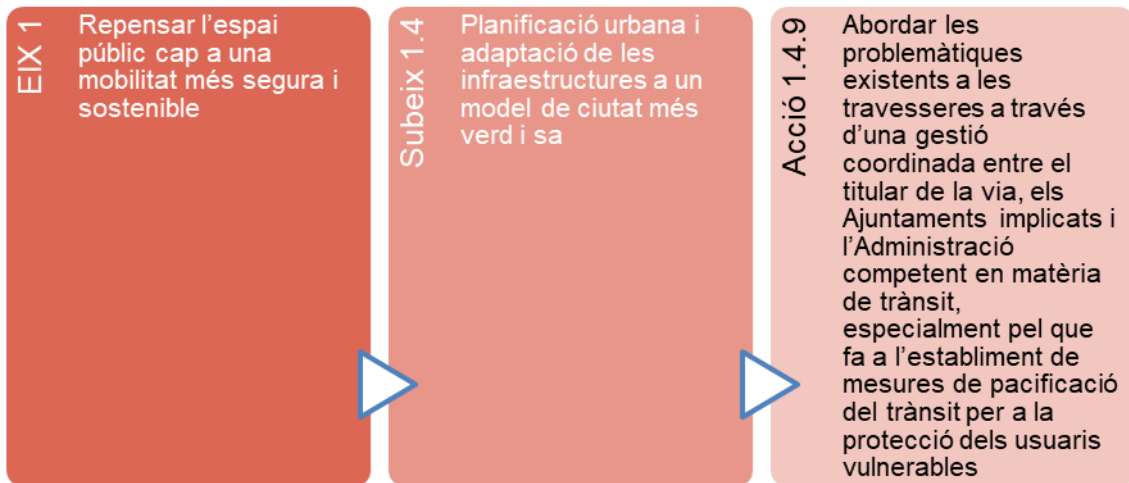 EIX 1
Repensar l’espai
públic cap a una
mobilitat més segura i
sostenible
Subeix 1.4
Planificació urbana i
adaptació de les
infraestructures a un
model de ciutat més
verd i sa
Acció 1.4.9
Abordar les
problemàtiques
existents a les
travesseres a través
d’una gestió
coordinada entre el
titular de la via, els
Ajuntaments implicats i
l’Administració
competent en matèria
de trànsit,
especialment pel que
fa a l’establiment de
mesures de pacificació
del trànsit per a la
protecció dels usuaris
vulnerables